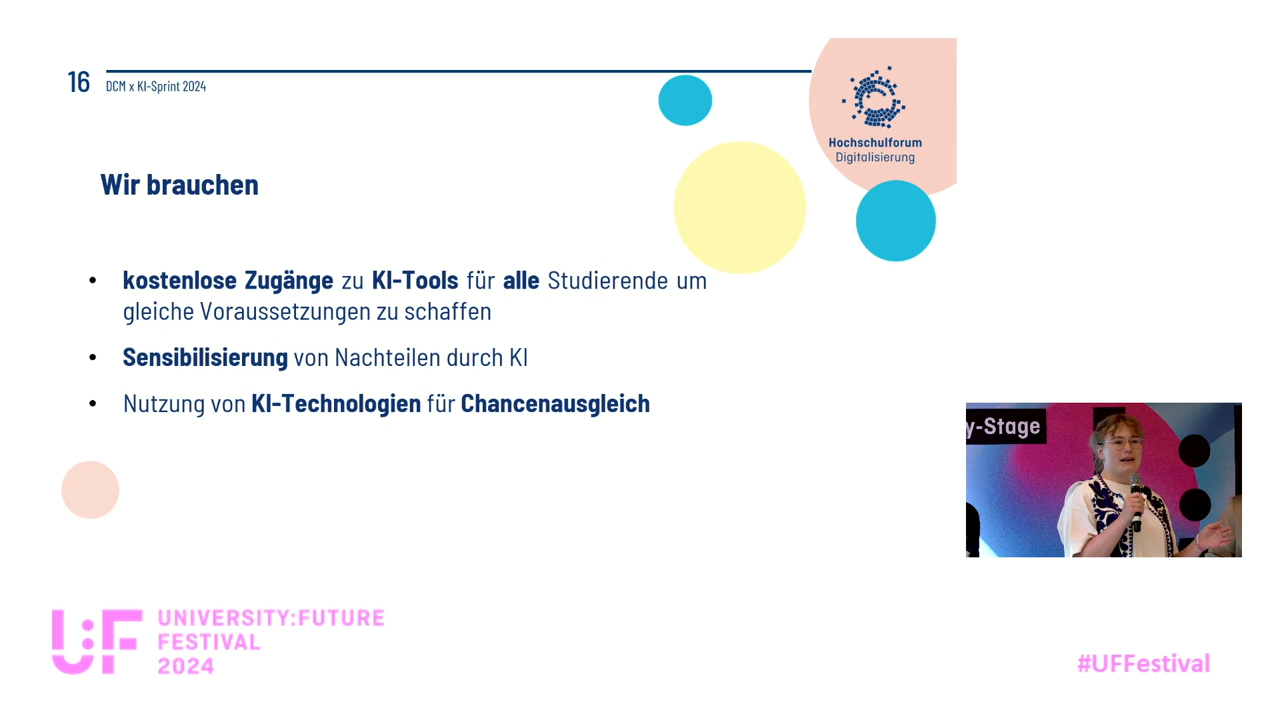 16
DCM x KI-Sprint 2024
Hochschulforum
Digitalisierung
Wir brauchen
• kostenlose Zugänge zu KI-Tools für alle Studierende um
gleiche Voraussetzungen zu schaffen
• Sensibilisierung von Nachteilen durch KI
• Nutzung von KI-Technologien für Chancenausgleich
y-Stage
U:F
UNIVERSITY:FUTURE
FESTIVAL
2024
#UFFestival